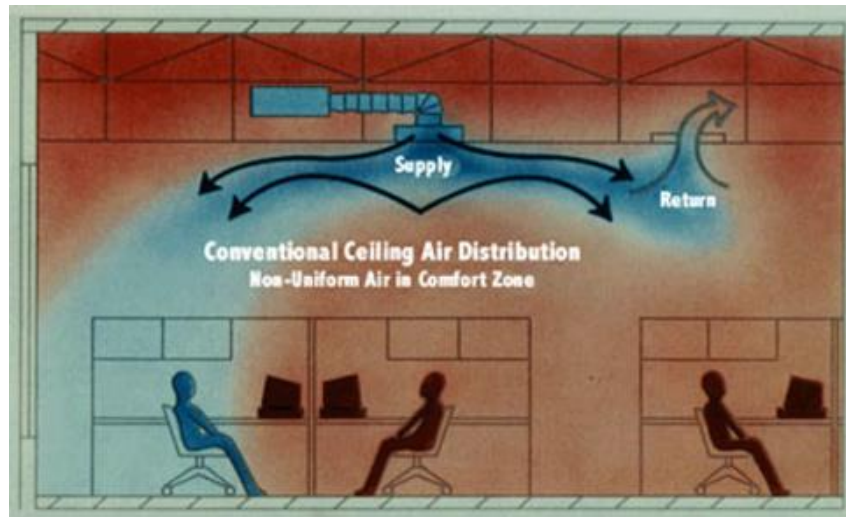 Supply
Return
Conventional Ceiling Air Distribution
Non-Uniform Air in Comfort Zone